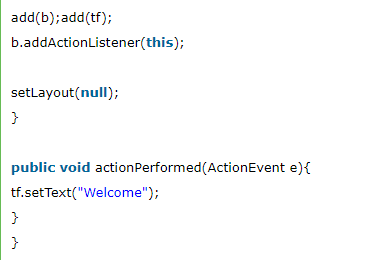 add(b);add(tf);
b.addActionListener(this);
setLayout(null);
}
public void actionPerformed(ActionEvent e){
tf.setText("Welcome");
}
}